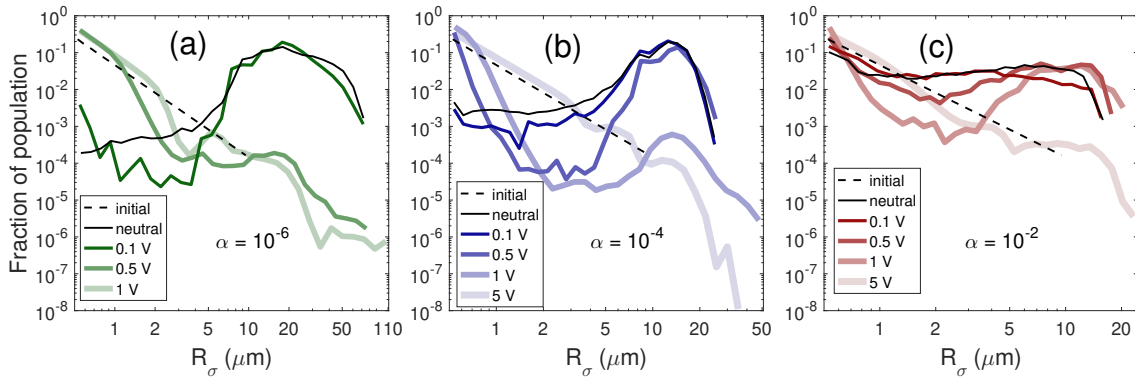 Fraction of population
10^0
10^-1
10^-2
10^-3
10^-4
10^-5
10^-6
10^-7
10^-8
(a)
initial
neutral
0.1 V
0.5 V
1 V
α = 10^-6
1 2 5 10 20 50 110
R_σ (μm)
10^0
10^-1
10^-2
10^-3
10^-4
10^-5
10^-6
10^-7
10^-8
(b)
initial
neutral
0.1 V
0.5 V
1 V
5 V
α = 10^-4
1 2 5 10 20 50
R_σ (μm)
10^0
10^-1
10^-2
10^-3
10^-4
10^-5
10^-6
10^-7
10^-8
(c)
initial
neutral
0.1 V
0.5 V
1 V
5 V
α = 10^-2
1 2 5 10 20
R_σ (μm)